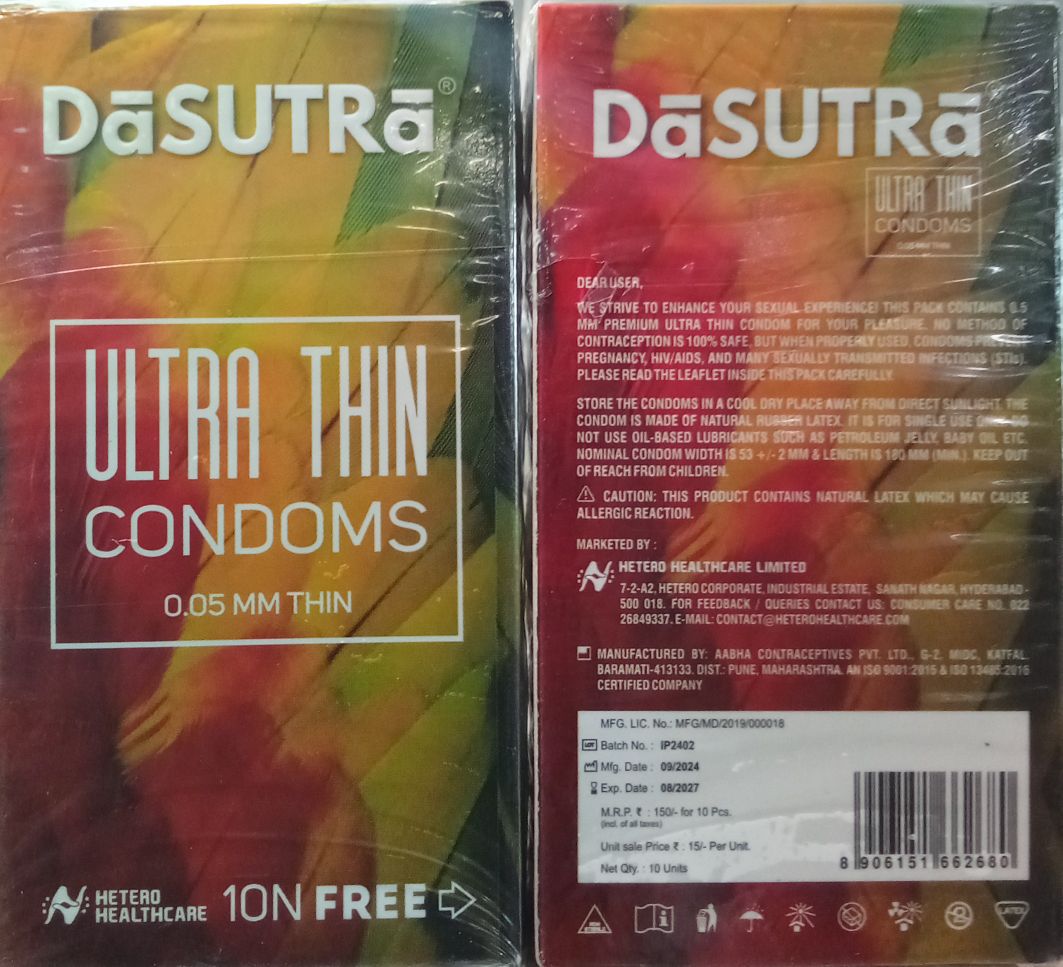 DāSUTRā®
ULTRA THIN
CONDOMS
0.05 MM THIN
HETERO
HEALTHCARE
10N FREE
DāSUTRā
ULTRA THIN
CONDOMS
0.05 MM THIN
DEAR USER,
WE STRIVE TO ENHANCE YOUR SEXUAL EXPERIENCE! THIS PACK CONTAINS 0.5
MM PREMIUM ULTRA THIN CONDOM FOR YOUR PLEASURE. NO METHOD OF
CONTRACEPTION IS 100% SAFE, BUT WHEN PROPERLY USED, CONDOMS
PREGNANCY, HIV/AIDS, AND MANY SEXUALLY TRANSMITTED INFECTIONS (STIs).
PLEASE READ THE LEAFLET INSIDE THIS PACK CAREFULLY.
STORE THE CONDOMS IN A COOL DRY PLACE AWAY FROM DIRECT SUNLIGHT. THE
CONDOM IS MADE OF NATURAL RUBBER LATEX. IT IS FOR SINGLE USE
NOT USE OIL-BASED LUBRICANTS SUCH AS PETROLEUM JELLY, BABY OIL ETC.
NOMINAL CONDOM WIDTH IS 53 +/- 2 MM & LENGTH IS 180 MM (MIN.). KEEP OUT
OF REACH FROM CHILDREN.
CAUTION: THIS PRODUCT CONTAINS NATURAL LATEX WHICH MAY CAUSE
ALLERGIC REACTION.
MARKETED BY :
HETERO HEALTHCARE LIMITED
7-2-A2, HETERO CORPORATE, INDUSTRIAL ESTATE, SANATH NAGAR, HYDERABAD-
500 018. FOR FEEDBACK / QUERIES CONTACT US: CONSUMER CARE NO. 022
26849337. E-MAIL: CONTACT@HETEROHEALTHCARE.COM
MANUFACTURED BY: AABHA CONTRACEPTIVES PVT. LTD., G-2, MIDC, KATFAL,
BARAMATI-413133. DIST.: PUNE, MAHARASHTRA. AN ISO 9001:2015 & ISO 13485:2016
CERTIFIED COMPANY
MFG. LIC. No.: MFG/MD/2019/000018
LOT Batch No. : IP2402
Mfg. Date : 09/2024
Exp. Date : 08/2027
M.R.P. ₹ : 150/- for 10 Pcs.
(incl. of all taxes)
Unit sale Price ₹ : 15/- Per Unit.
Net Qty. : 10 Units
8 906151 662680
LATEX